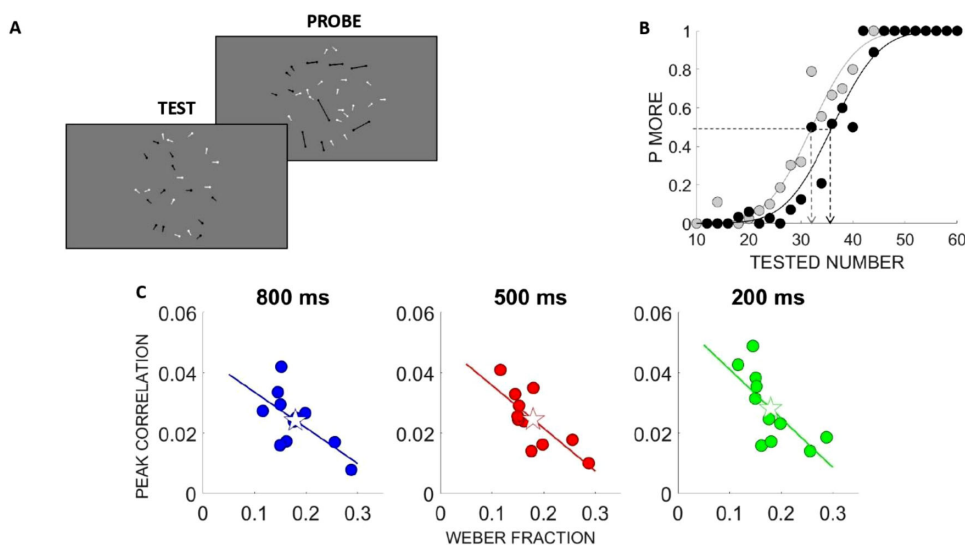 A
PROBE
TEST
B
P MORE
1
0.8
0.6
0.4
0.2
0
10 20 30 40 50 60
TESTED NUMBER
C
800 ms
500 ms
200 ms
PEAK CORRELATION
0.06
0.04
0.02
0
0 0.1 0.2 0.3
0.06
0.04
0.02
0
0 0.1 0.2 0.3
0.06
0.04
0.02
0
0 0.1 0.2 0.3
WEBER FRACTION